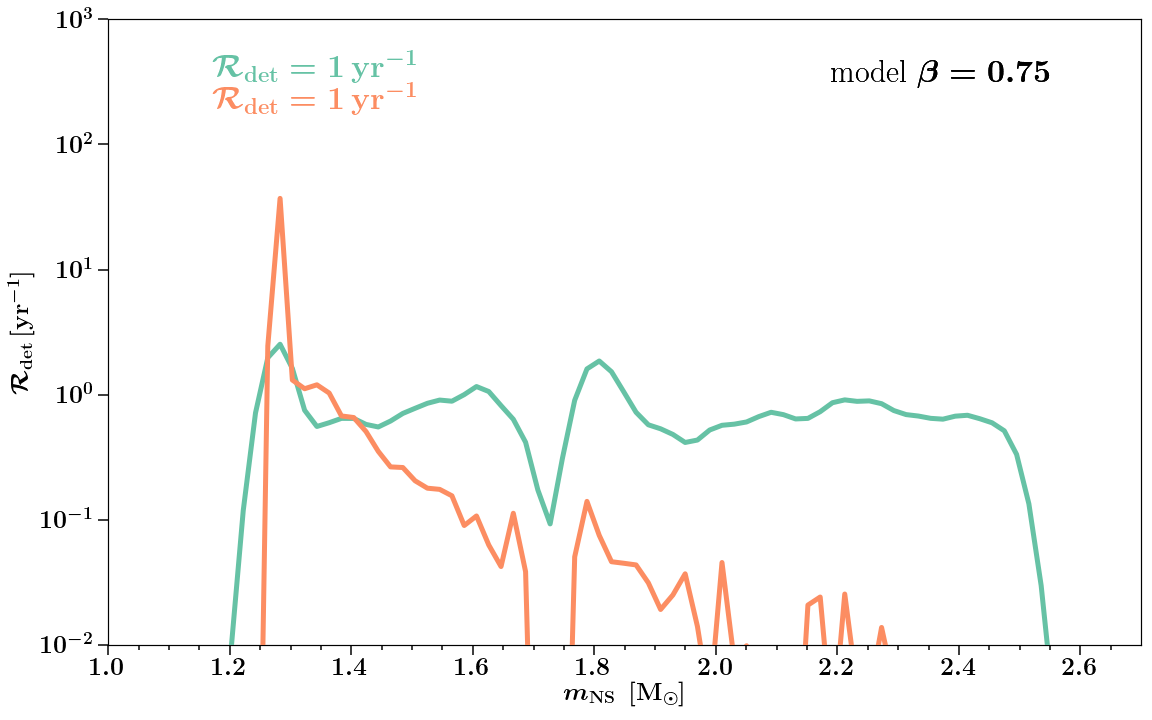 10³
𝓡det = 1 yr⁻¹
model β = 0.75
𝓡det = 1 yr⁻¹
10²
10¹
10⁰
10⁻¹
10⁻²
𝓡det [yr⁻¹]
1.0 1.2 1.4 1.6 1.8 2.0 2.2 2.4 2.6
mNS [M⊙]